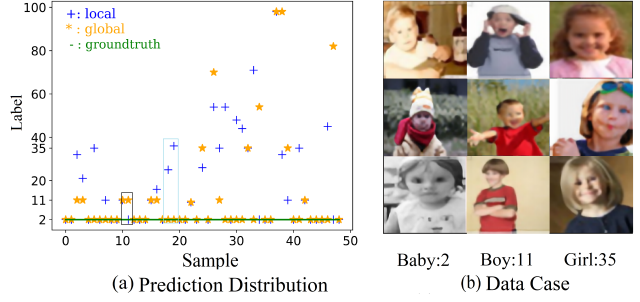 100
80
60
40
35
20
11
2
Label
+ : local
* : global
- : groundtruth
0 10 20 30 40 50
Sample
(a) Prediction Distribution
Baby:2 Boy:11 Girl:35
(b) Data Case